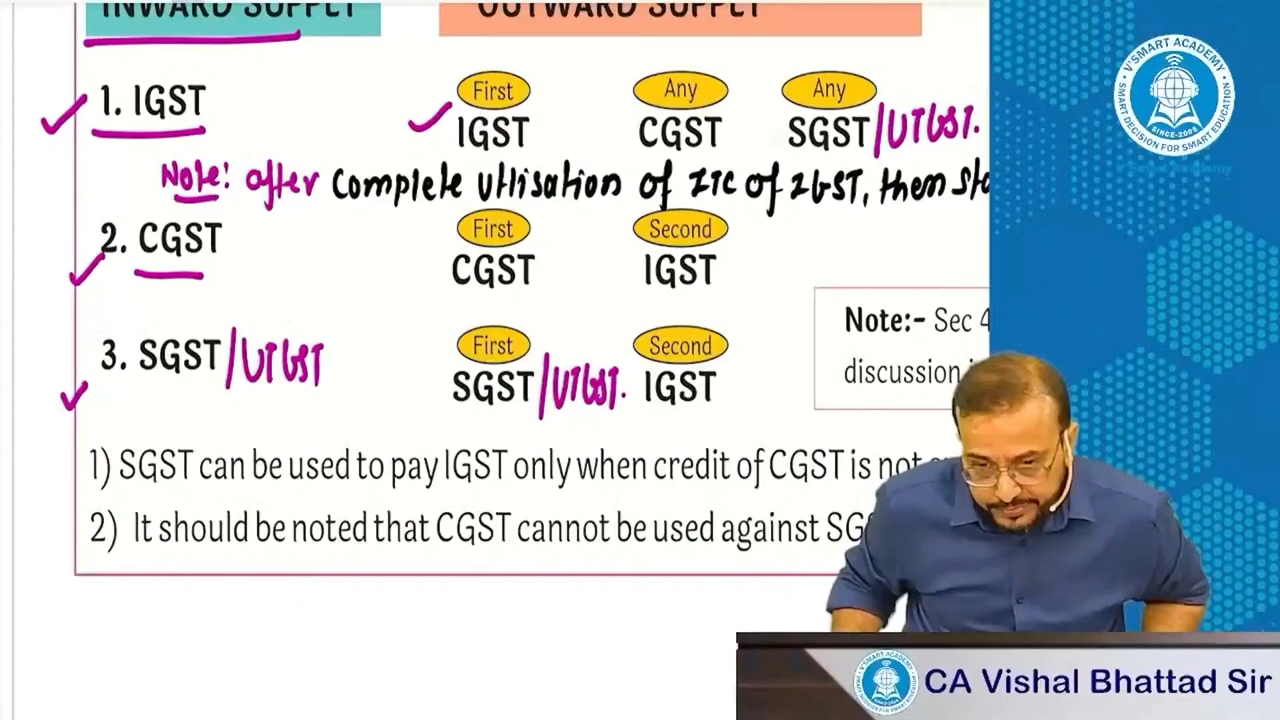 INWARD SUPPLY OUTWARD SUPPLY
First Any Any
1. IGST IGST CGST SGST/UTGST.
Note: after Complete utilisation of ITC of IGST, then
First Second
2. CGST CGST IGST
First Second
3. SGST/UTGST SGST/UTGST. IGST
Note:- Sec
discussion
1) SGST can be used to pay IGST only when credit of CGST is not
2) It should be noted that CGST cannot be used against
V'SMART ACADEMY
SMART DECISION FOR SMART EDUCATION
SINCE-2006
CA Vishal Bhattad Sir